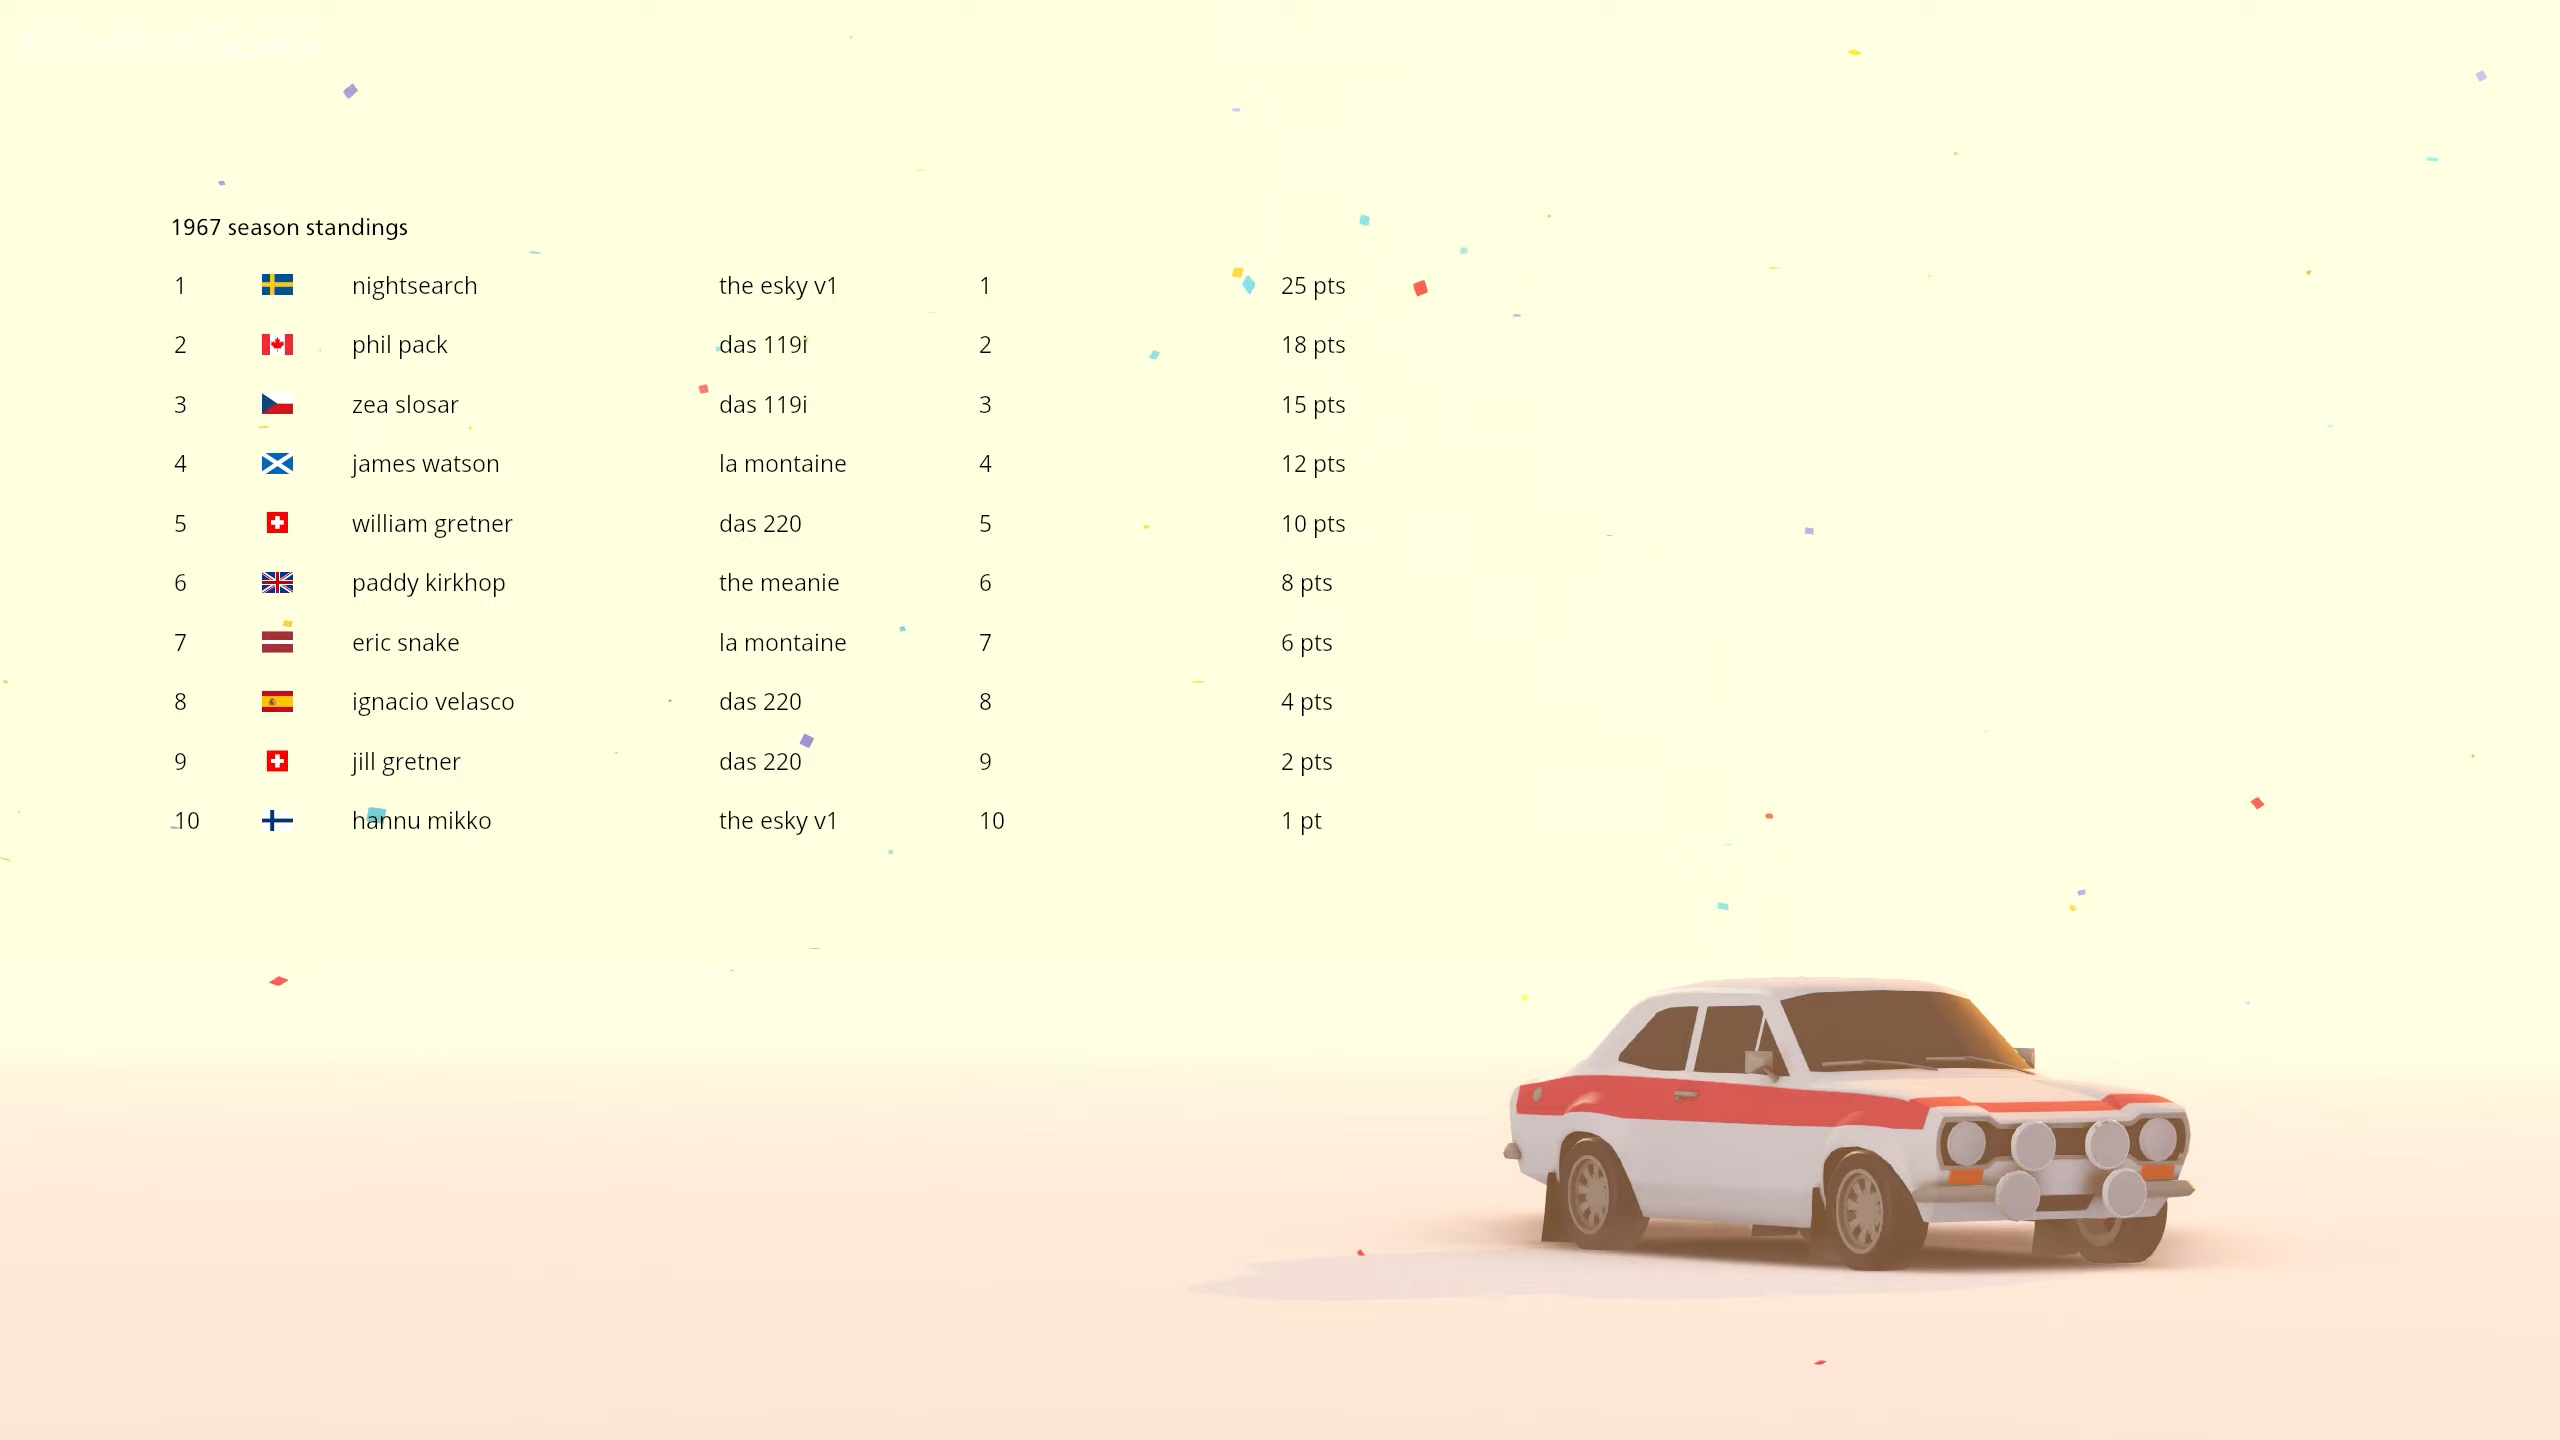 1967 season standings
1 nightsearch the esky v1 1 25 pts
2 phil pack das 119i 2 18 pts
3 zea slosar das 119i 3 15 pts
4 james watson la montaine 4 12 pts
5 william gretner das 220 5 10 pts
6 paddy kirkhop the meanie 6 8 pts
7 eric snake la montaine 7 6 pts
8 ignacio velasco das 220 8 4 pts
9 jill gretner das 220 9 2 pts
10 hannu mikko the esky v1 10 1 pt